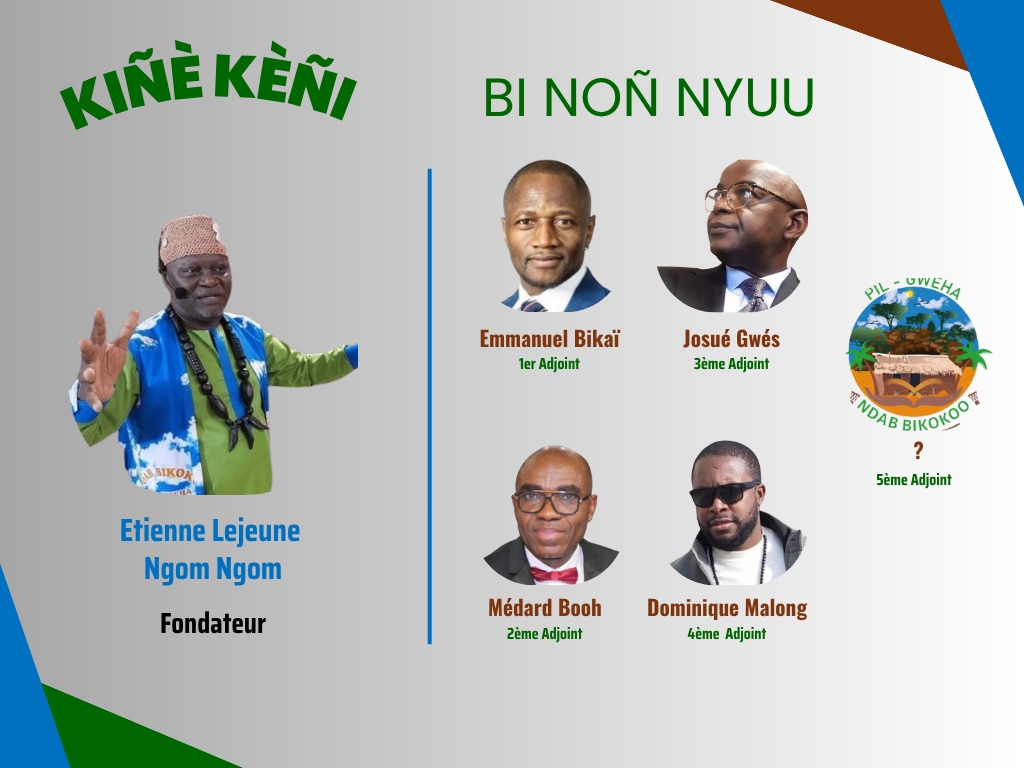 KIÑÈ KÈÑI
BI NOÑ NYUU
Etienne Lejeune
Ngom Ngom
Fondateur
Emmanuel Bikaï
1er Adjoint
Josué Gwés
3ème Adjoint
Médard Booh
2ème Adjoint
Dominique Malong
4ème Adjoint
PIL - GWEHA
NDAB BIKOKOO
?
5ème Adjoint